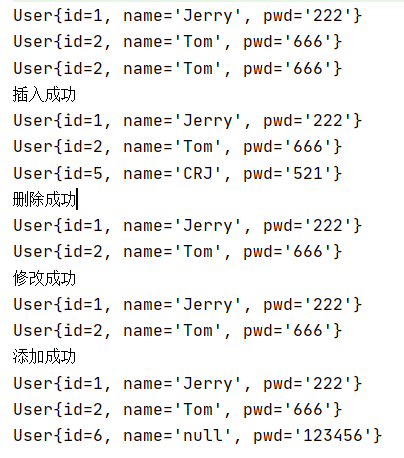 User{id=1, name='Jerry', pwd='222'}
User{id=2, name='Tom', pwd='666'}
User{id=2, name='Tom', pwd='666'}
插入成功
User{id=1, name='Jerry', pwd='222'}
User{id=2, name='Tom', pwd='666'}
User{id=5, name='CRJ', pwd='521'}
删除成功
User{id=1, name='Jerry', pwd='222'}
User{id=2, name='Tom', pwd='666'}
修改成功
User{id=1, name='Jerry', pwd='222'}
User{id=2, name='Tom', pwd='666'}
添加成功
User{id=1, name='Jerry', pwd='222'}
User{id=2, name='Tom', pwd='666'}
User{id=6, name='null', pwd='123456'}